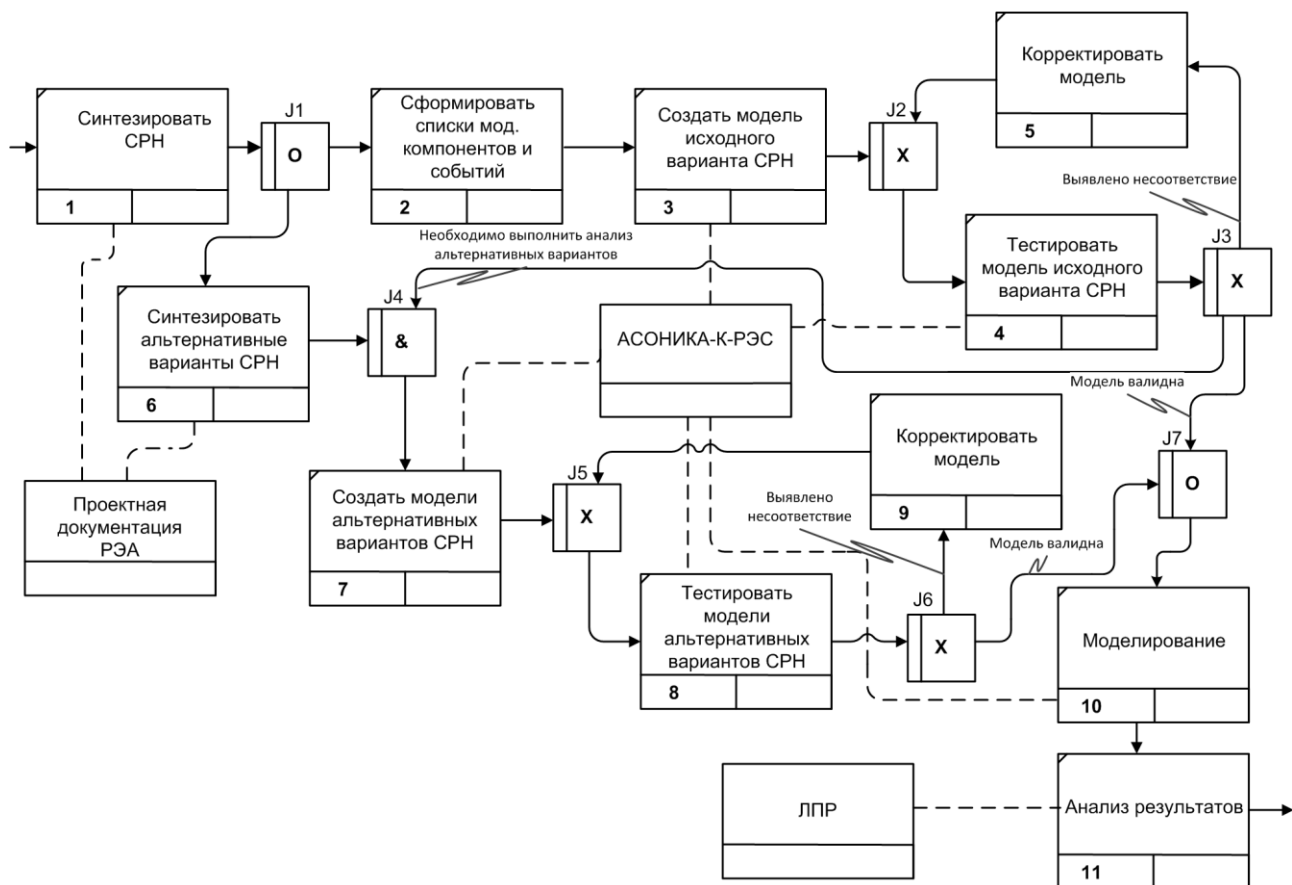 Синтезировать
СРН
1
J1
O
Сформировать
списки мод.
компонентов и
событий
2
Создать модель
исходного
варианта СРН
3
J2
X
Корректировать
модель
5
Выявлено несоответствие
Тестировать
модель исходного
варианта СРН
4
J3
X
Необходимо выполнить анализ
альтернативных вариантов
Синтезировать
альтернативные
варианты СРН
6
J4
&
АСОНИКА-К-РЭС
Модель валидна
J7
O
Проектная
документация
РЭА
Создать модели
альтернативных
вариантов СРН
7
J5
X
Корректировать
модель
9
Выявлено
несоответствие
Модель валидна
Тестировать
модели
альтернативных
вариантов СРН
8
J6
X
Моделирование
10
ЛПР
Анализ результатов
11